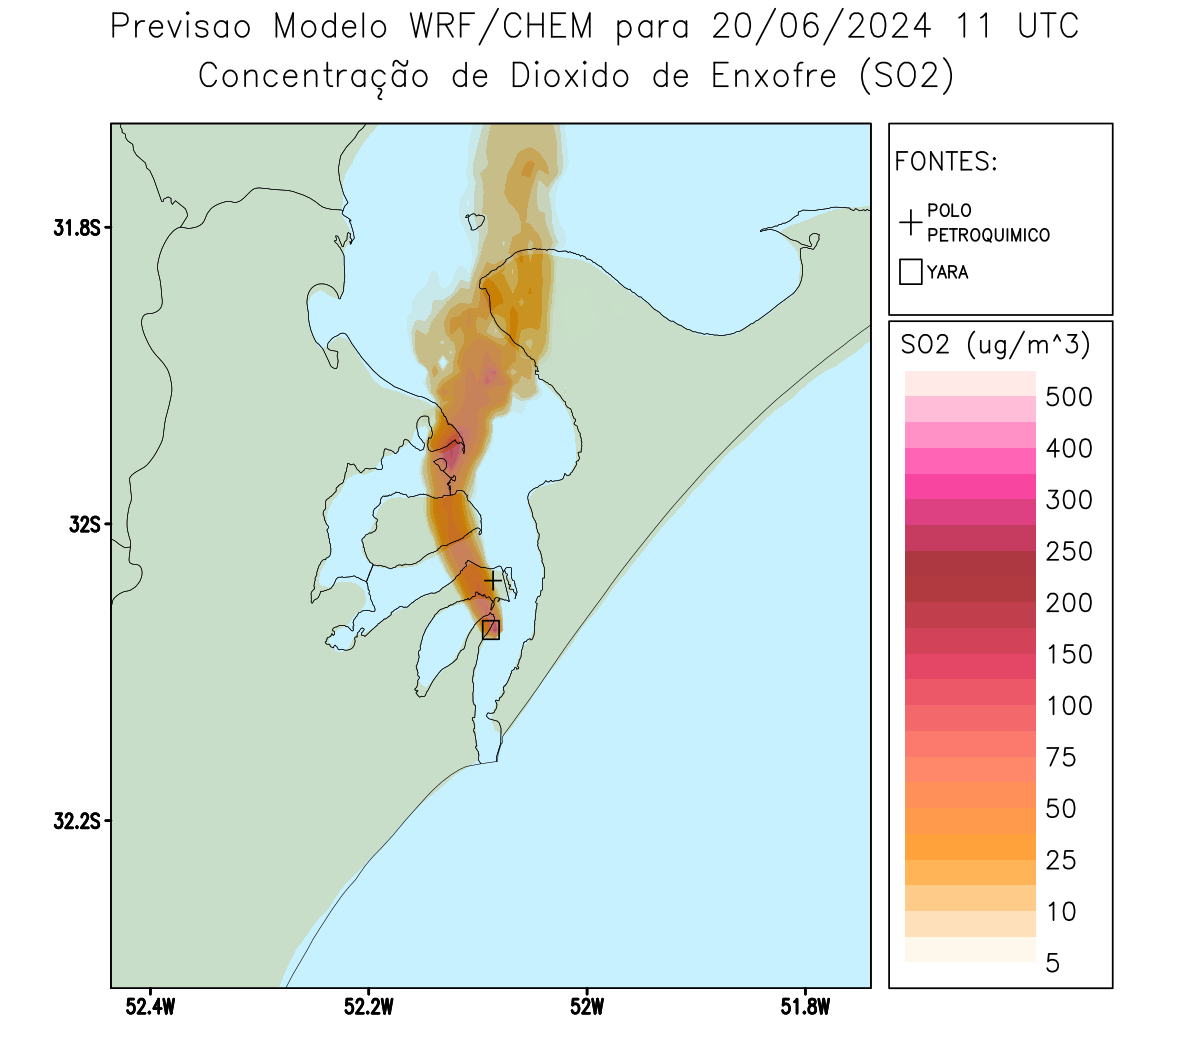 Previsao Modelo WRF/CHEM para 20/06/2024 11 UTC
Concentração de Dioxido de Enxofre (SO2)
FONTES:
POLO
PETROQUIMICO
YARA
SO2 (ug/m^3)
500
400
300
250
200
150
100
75
50
25
10
5
31.8S
32S
32.2S
52.4W
52.2W
52W
51.8W